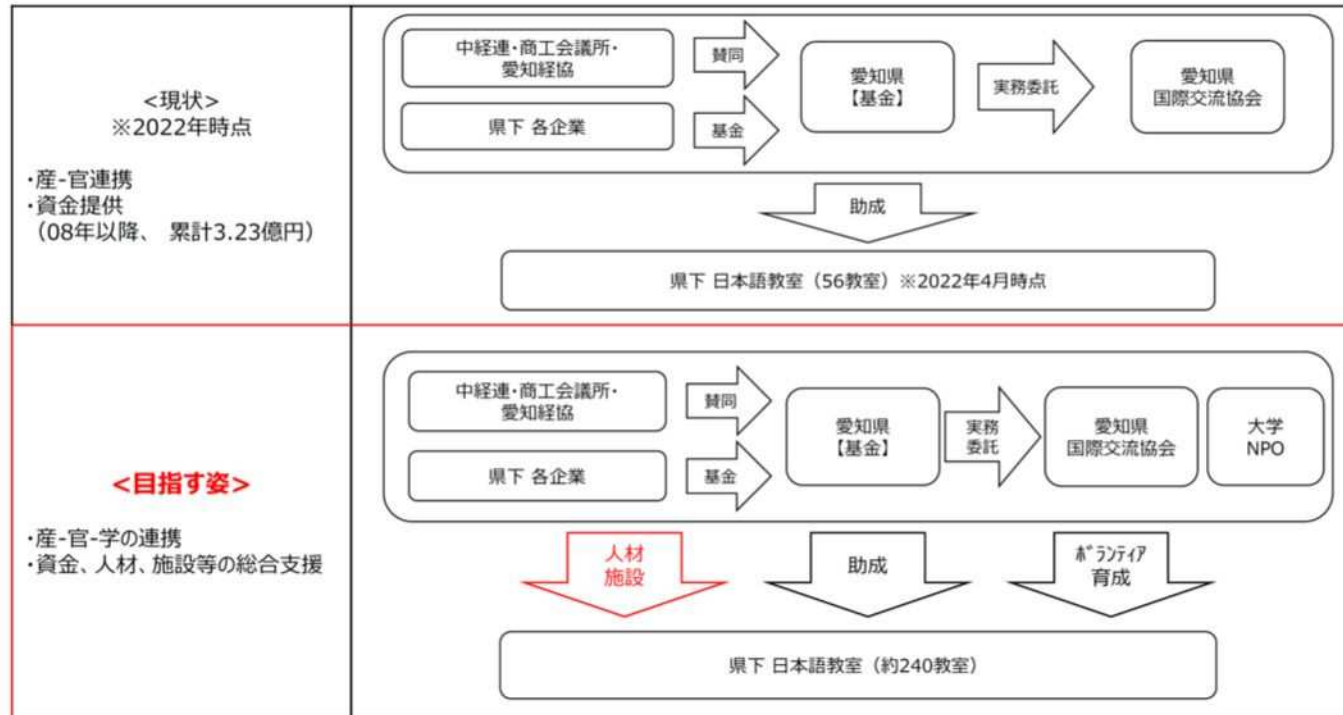 <現状>
※2022年時点
・産-官連携
・資金提供
（08年以降、 累計3.23億円）
中経連・商工会議所・
愛知経協
県下 各企業
賛同
基金
愛知県
【基金】
実務委託
愛知県
国際交流協会
助成
県下 日本語教室（56教室）※2022年4月時点
<目指す姿>
・産-官-学の連携
・資金、人材、施設等の総合支援
中経連・商工会議所・
愛知経協
県下 各企業
賛同
基金
愛知県
【基金】
実務
委託
愛知県
国際交流協会
大学
NPO
人材
施設
助成
ﾎﾞﾗﾝﾃｨｱ
育成
県下 日本語教室（約240教室）